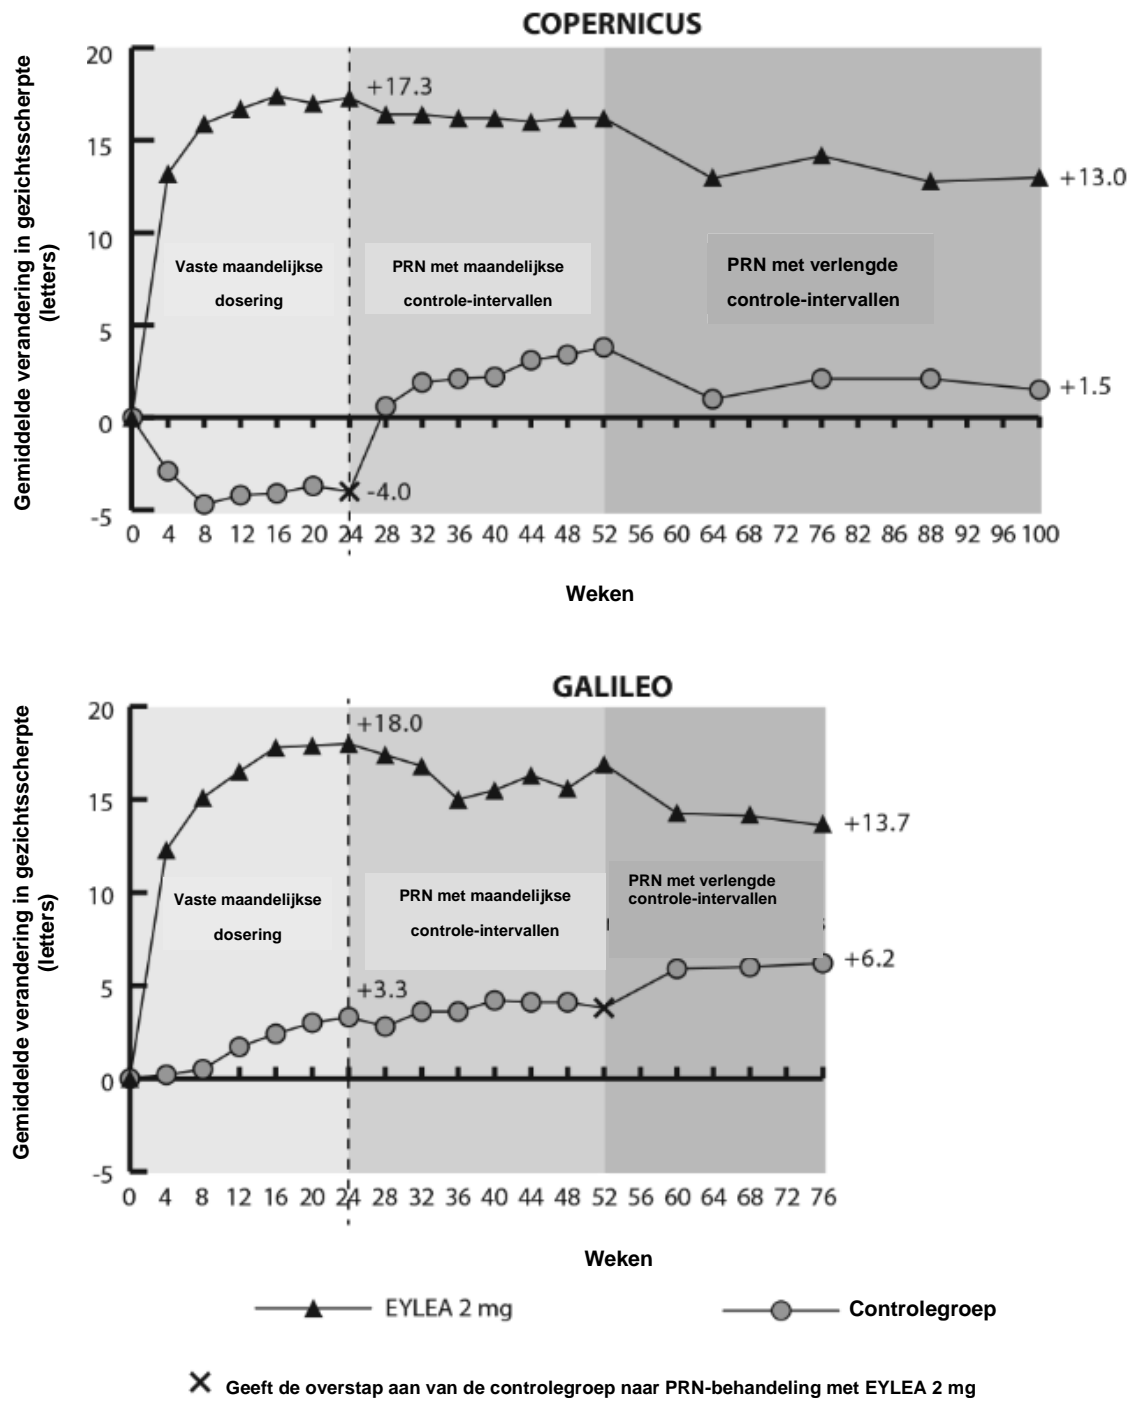 COPERNICUS
Gemiddelde verandering in gezichtsscherpte
(letters)
20
15
10
5
0
-5
+17.3
+13.0
Vaste maandelijkse
dosering
PRN met maandelijkse
controle-intervallen
PRN met verlengde
controle-intervallen
+1.5
-4.0
0 4 8 12 16 20 24 28 32 36 40 44 48 52 56 60 64 68 72 76 82 86 88 92 96 100
Weken
GALILEO
Gemiddelde verandering in gezichtsscherpte
(letters)
20
15
10
5
0
-5
+18.0
+13.7
Vaste maandelijkse
dosering
PRN met maandelijkse
controle-intervallen
PRN met verlengde
controle-intervallen
+6.2
+3.3
0 4 8 12 16 20 24 28 32 36 40 44 48 52 56 60 64 68 72 76
Weken
EYLEA 2 mg
Controlegroep
Geeft de overstap aan van de controlegroep naar PRN-behandeling met EYLEA 2 mg